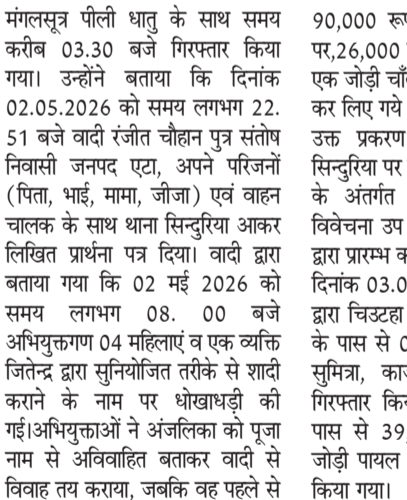 मंगलसूत्र पीली धातु के साथ समय
करीब 03.30 बजे गिरफ्तार किया
गया। उन्होंने बताया कि दिनांक
02.05.2026 को समय लगभग 22.
51 बजे वादी रंजीत चौहान पुत्र संतोष
निवासी जनपद एटा, अपने परिजनों
(पिता, भाई, मामा, जीजा) एवं वाहन
चालक के साथ थाना सिन्दुरिया आकर
लिखित प्रार्थना पत्र दिया। वादी द्वारा
बताया गया कि 02 मई 2026 को
समय लगभग 08. 00 बजे
अभियुक्तगण 04 महिलाएं व एक व्यक्ति
जितेन्द्र द्वारा सुनियोजित तरीके से शादी
कराने के नाम पर धोखाधड़ी की
गई।अभियुक्ताओं ने अंजलिका को पूजा
नाम से अविवाहित बताकर वादी से
विवाह तय कराया, जबकि वह पहले से
90,000
पर,26,000
एक जोड़ी
कर लिए गये
उक्त प्रकरण
सिन्दुरिया पर
के अंतर्गत
विवेचना उप
द्वारा प्रारम्भ
दिनांक 03.0
द्वारा चिउटहा
के पास से
सुमित्रा,
गिरफ्तार
पास से 39,
जोड़ी पायल
किया गया।